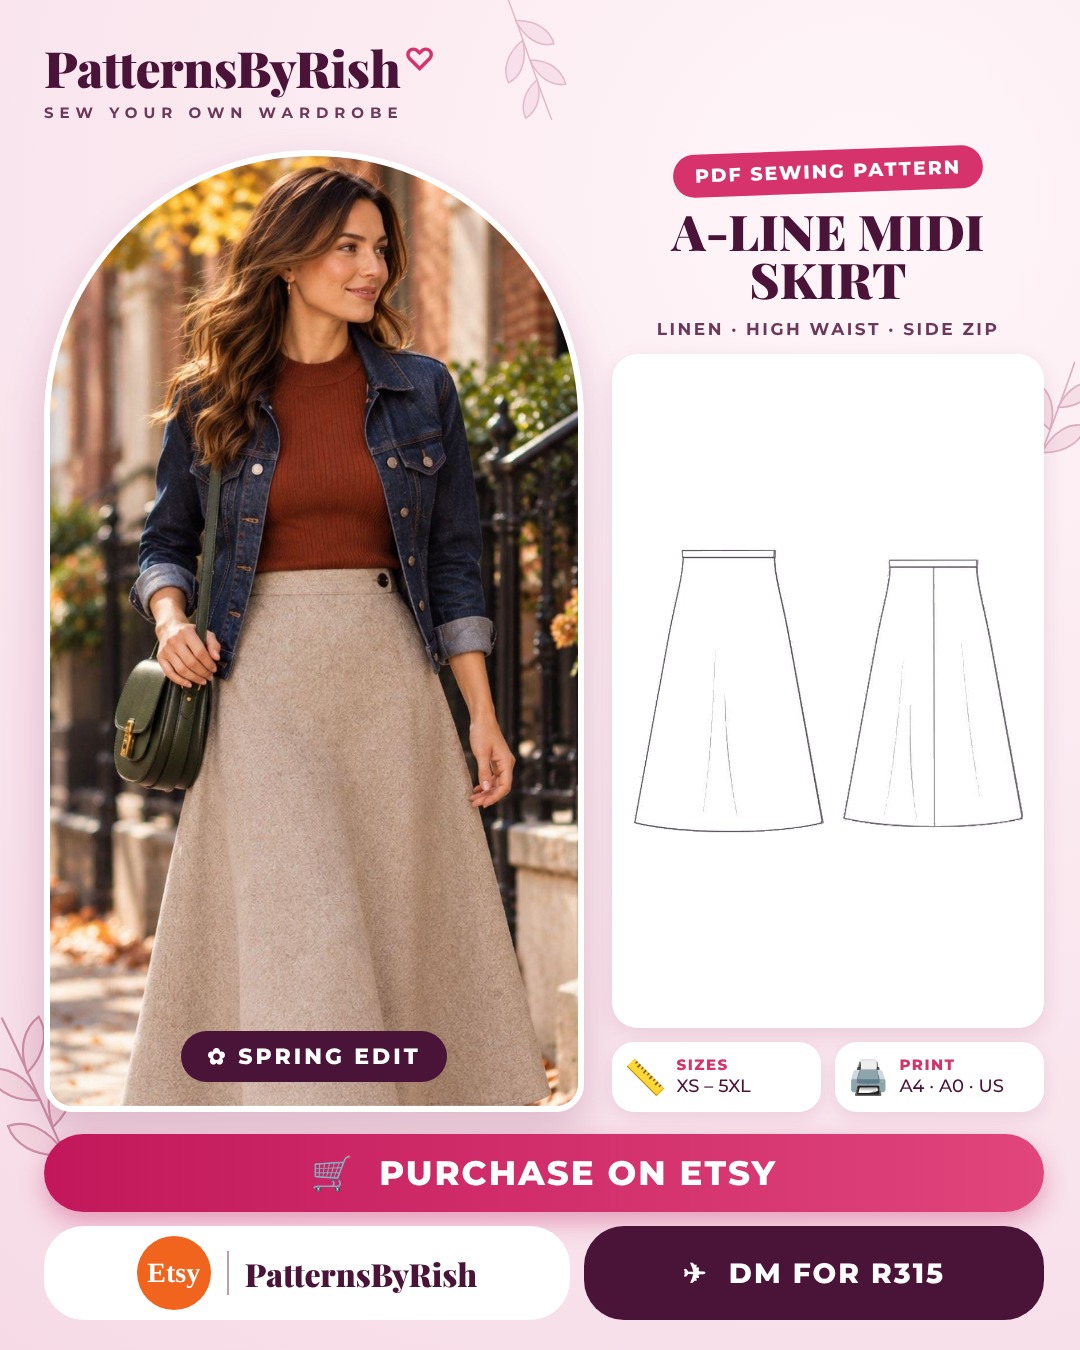 PatternsByRish
SEW YOUR OWN WARDROBE
PDF SEWING PATTERN
A-LINE MIDI
SKIRT
LINEN · HIGH WAIST · SIDE ZIP
✿ SPRING EDIT
SIZES
XS – 5XL
PRINT
A4 · A0 · US
PURCHASE ON ETSY
Etsy
PatternsByRish
✈ DM FOR R315